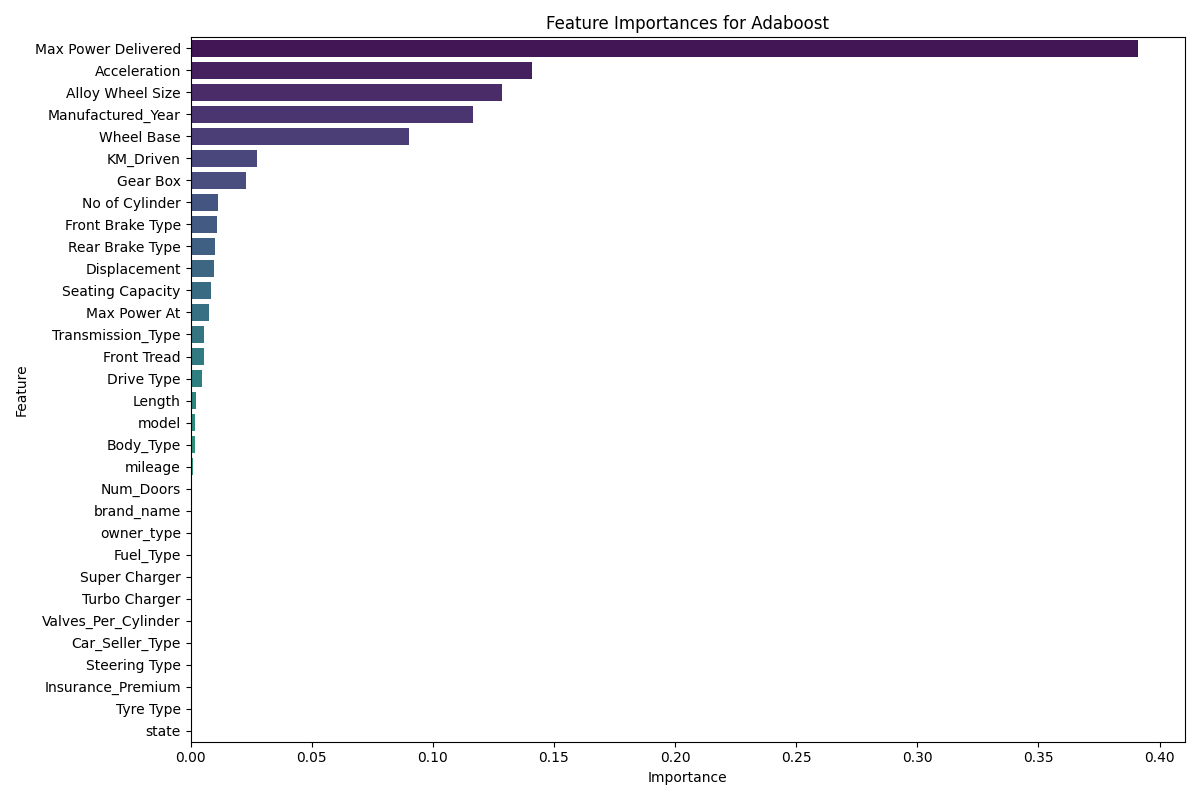 Feature Importances for Adaboost
Max Power Delivered
Acceleration
Alloy Wheel Size
Manufactured_Year
Wheel Base
KM_Driven
Gear Box
No of Cylinder
Front Brake Type
Rear Brake Type
Displacement
Seating Capacity
Max Power At
Transmission_Type
Front Tread
Drive Type
Length
model
Body_Type
mileage
Num_Doors
brand_name
owner_type
Fuel_Type
Super Charger
Turbo Charger
Valves_Per_Cylinder
Car_Seller_Type
Steering Type
Insurance_Premium
Tyre Type
state
Feature
0.00 0.05 0.10 0.15 0.20 0.25 0.30 0.35 0.40
Importance